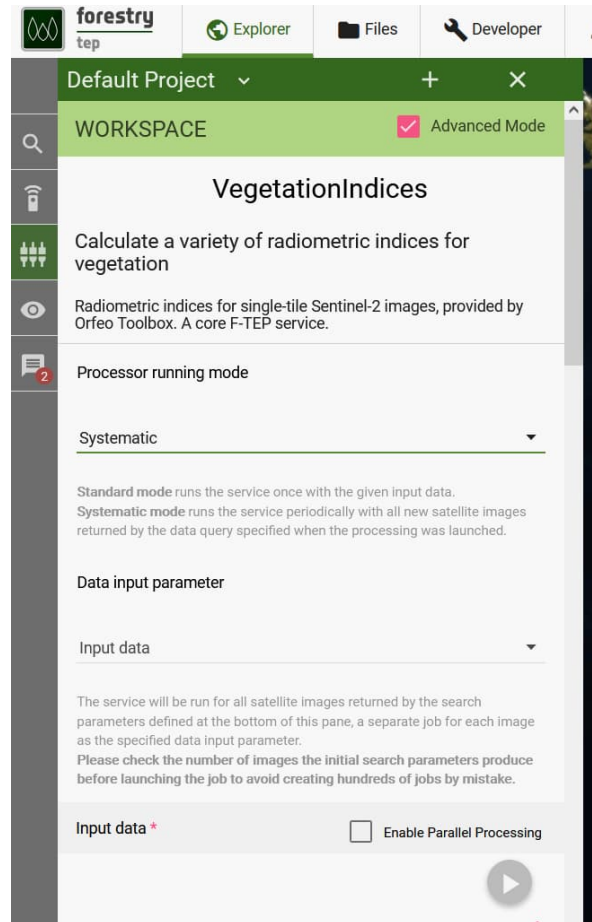 forestry
tep
Explorer
Files
Developer
Default Project
WORKSPACE
Advanced Mode
VegetationIndices
Calculate a variety of radiometric indices for
vegetation
Radiometric indices for single-tile Sentinel-2 images, provided by
Orfeo Toolbox. A core F-TEP service.
2
Processor running mode
Systematic
Standard mode runs the service once with the given input data.
Systematic mode runs the service periodically with all new satellite images
returned by the data query specified when the processing was launched.
Data input parameter
Input data
The service will be run for all satellite images returned by the search
parameters defined at the bottom of this pane, a separate job for each image
as the specified data input parameter.
Please check the number of images the initial search parameters produce
before launching the job to avoid creating hundreds of jobs by mistake.
Input data *
Enable Parallel Processing